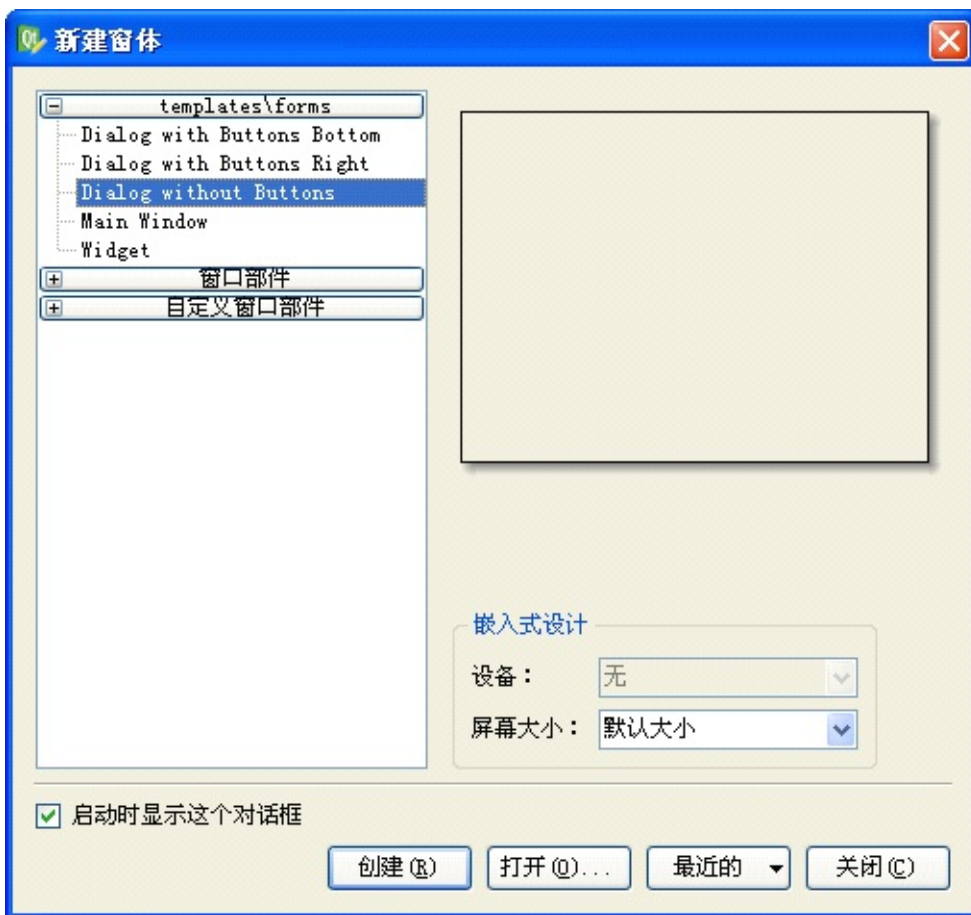 新建窗体
templates\forms
Dialog with Buttons Bottom
Dialog with Buttons Right
Dialog without Buttons
Main Window
Widget
窗口部件
自定义窗口部件
嵌入式设计
设备：
无
屏幕大小：
默认大小
启动时显示这个对话框
创建(R)
打开(O)...
最近的
关闭(C)